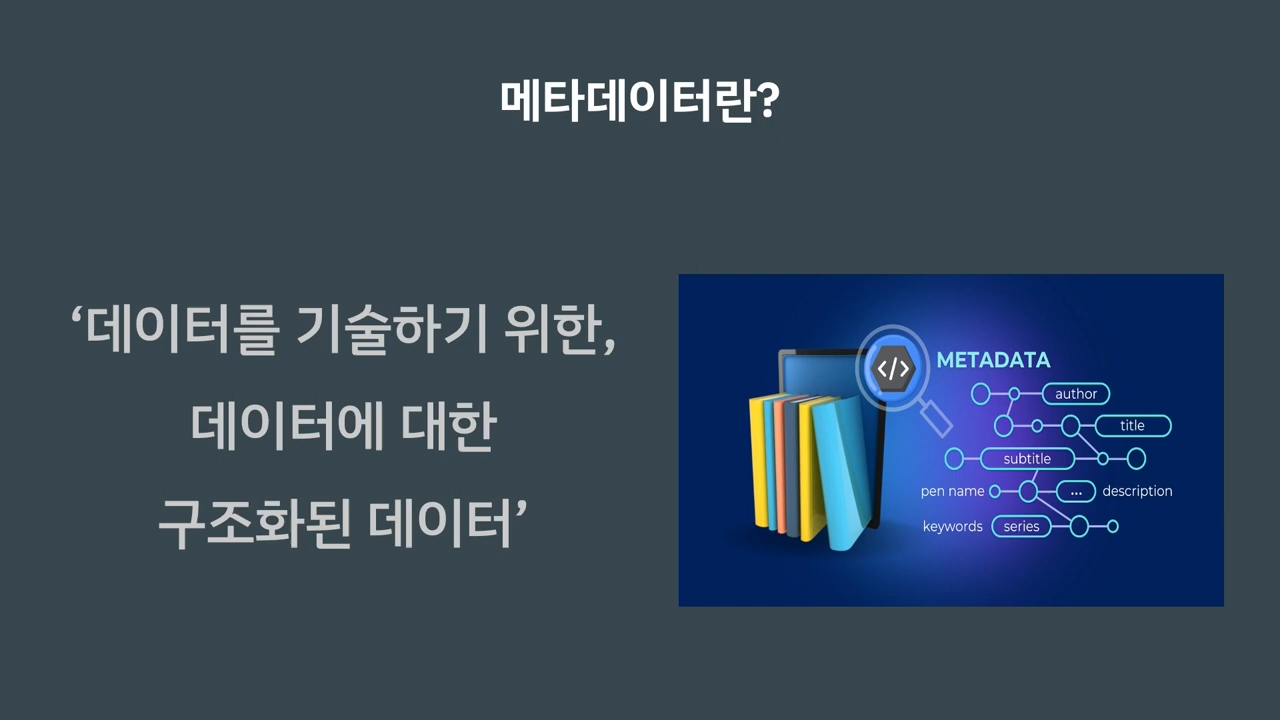 메타데이터란?
‘데이터를 기술하기 위한,
데이터에 대한
구조화된 데이터’
</>
METADATA
author
title
subtitle
pen name ... description
keywords series